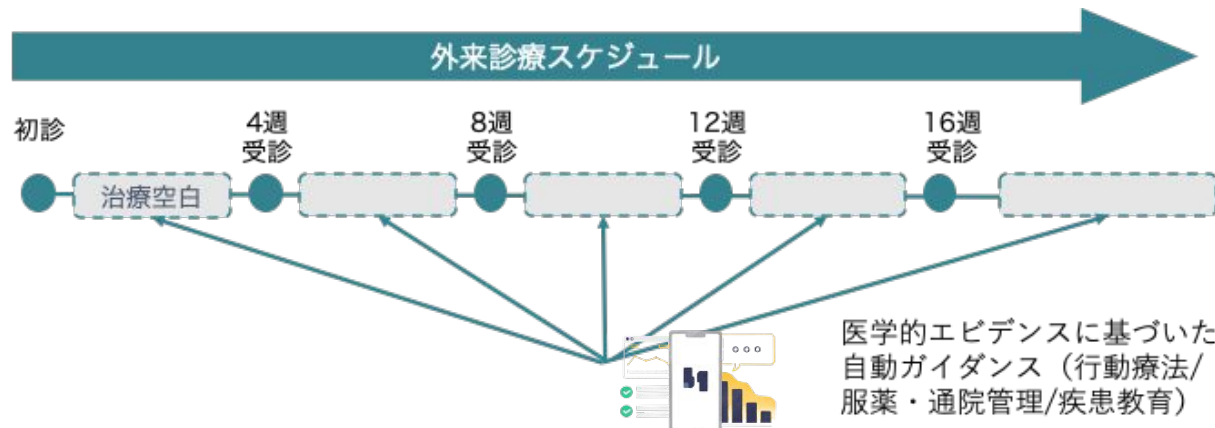 外来診療スケジュール
初診
4週
受診
8週
受診
12週
受診
16週
受診
治療空白
医学的エビデンスに基づいた
自動ガイダンス（行動療法/
服薬・通院管理/疾患教育）